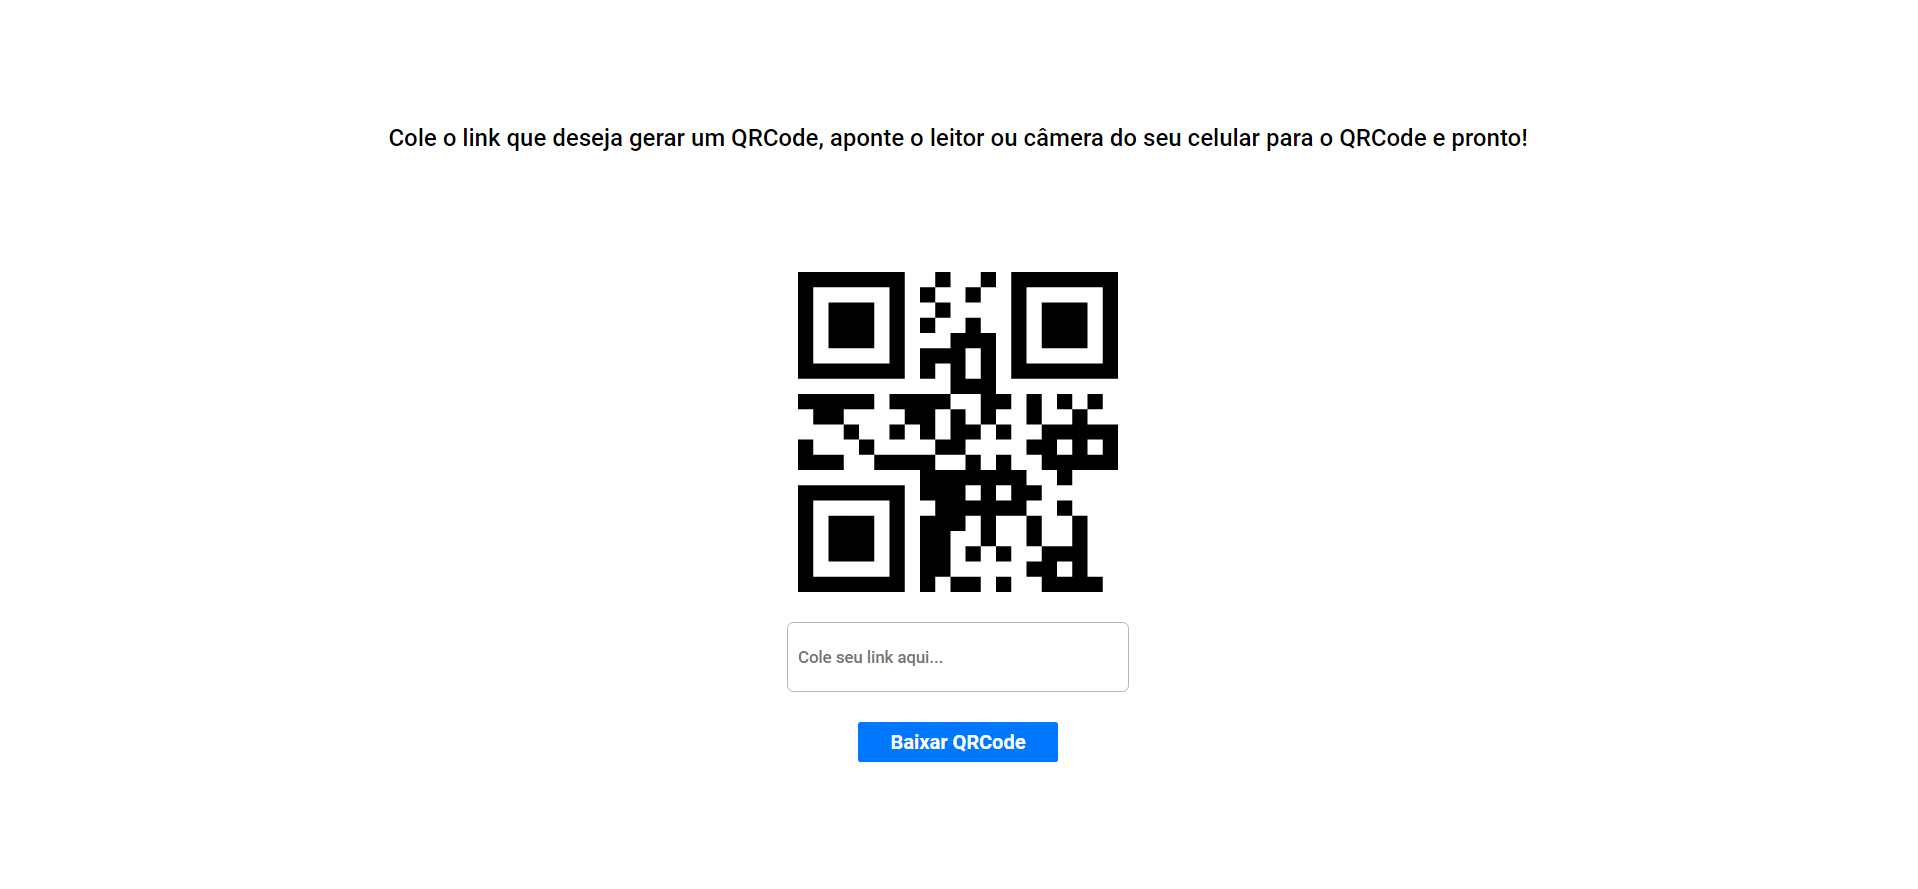 Cole o link que deseja gerar um QRCode, aponte o leitor ou câmera do seu celular para o QRCode e pronto!
Cole seu link aqui...
Baixar QRCode